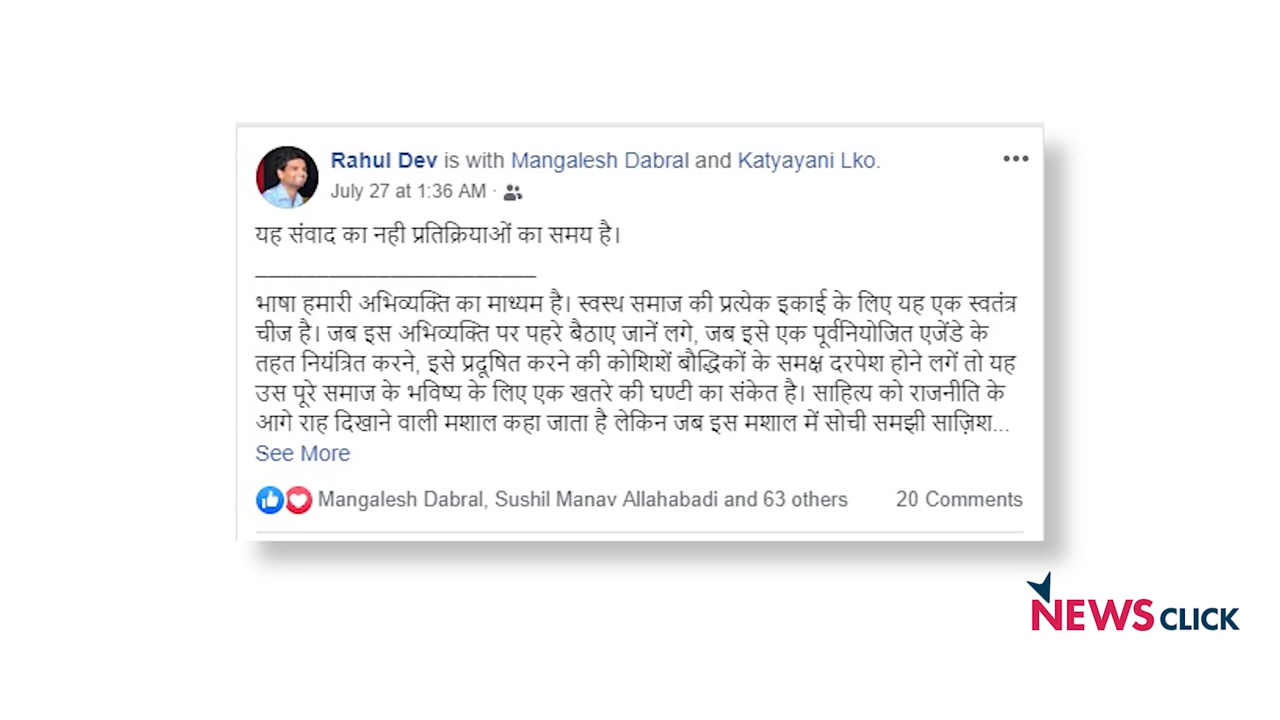 Rahul Dev is with Mangalesh Dabral and Katyayani Lko.
July 27 at 1:36 AM ·
यह संवाद का नही प्रतिक्रियाओं का समय है।
_______________________
भाषा हमारी अभिव्यक्ति का माध्यम है। स्वस्थ समाज की प्रत्येक इकाई के लिए यह एक स्वतंत्र
चीज है। जब इस अभिव्यक्ति पर पहरे बैठाए जानें लगे, जब इसे एक पूर्वनियोजित एजेंडे के
तहत नियंत्रित करने, इसे प्रदूषित करने की कोशिशें बौद्धिकों के समक्ष दरपेश होने लगें तो यह
उस पूरे समाज के भविष्य के लिए एक खतरे की घण्टी का संकेत है। साहित्य को राजनीति के
आगे राह दिखाने वाली मशाल कहा जाता है लेकिन जब इस मशाल में सोची समझी साज़िश...
See More
Mangalesh Dabral, Sushil Manav Allahabadi and 63 others 20 Comments
NEWS CLICK